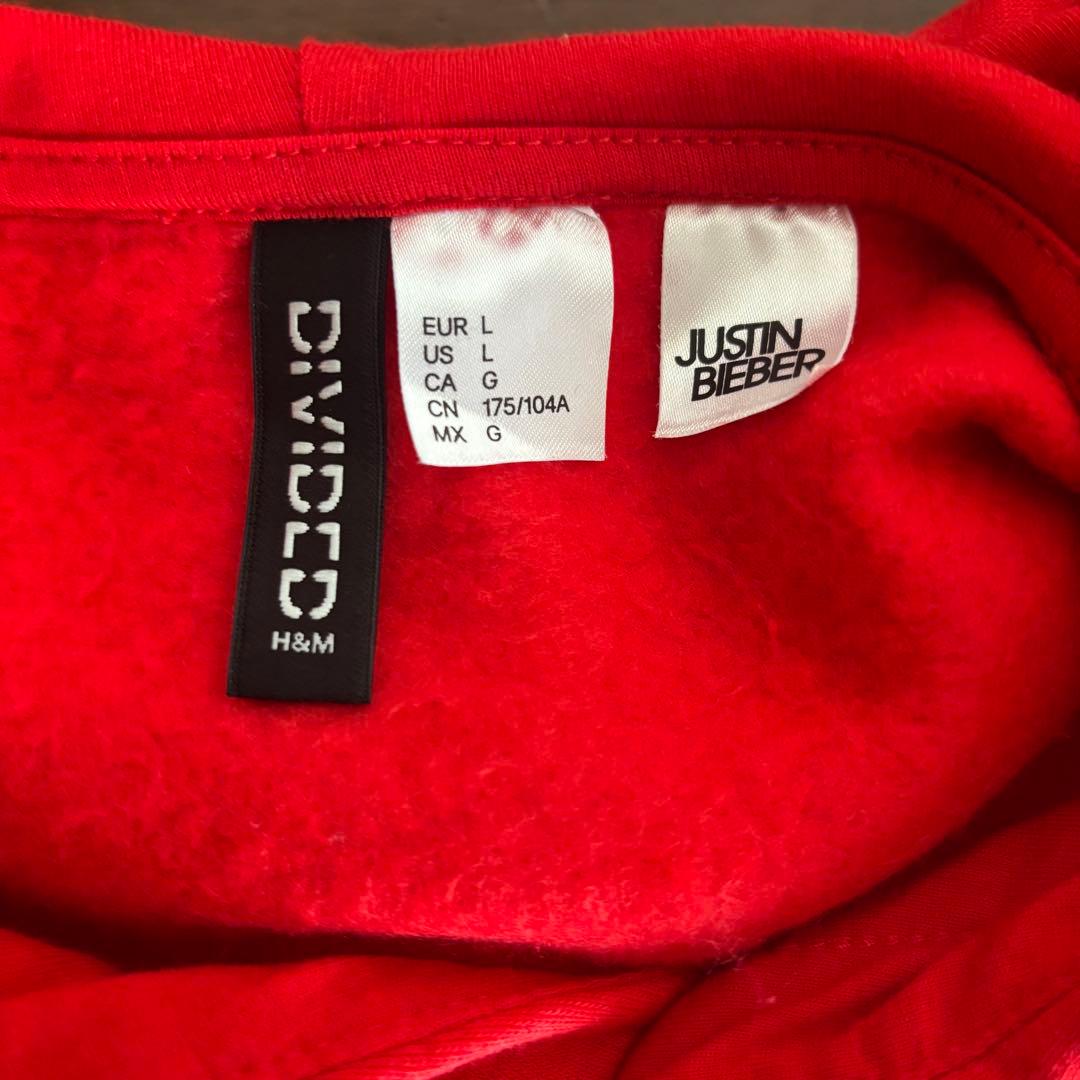 DIVIDED
H&M
EUR L
US L
CA G
CN 175/104A
MX G
JUSTIN
BIEBER